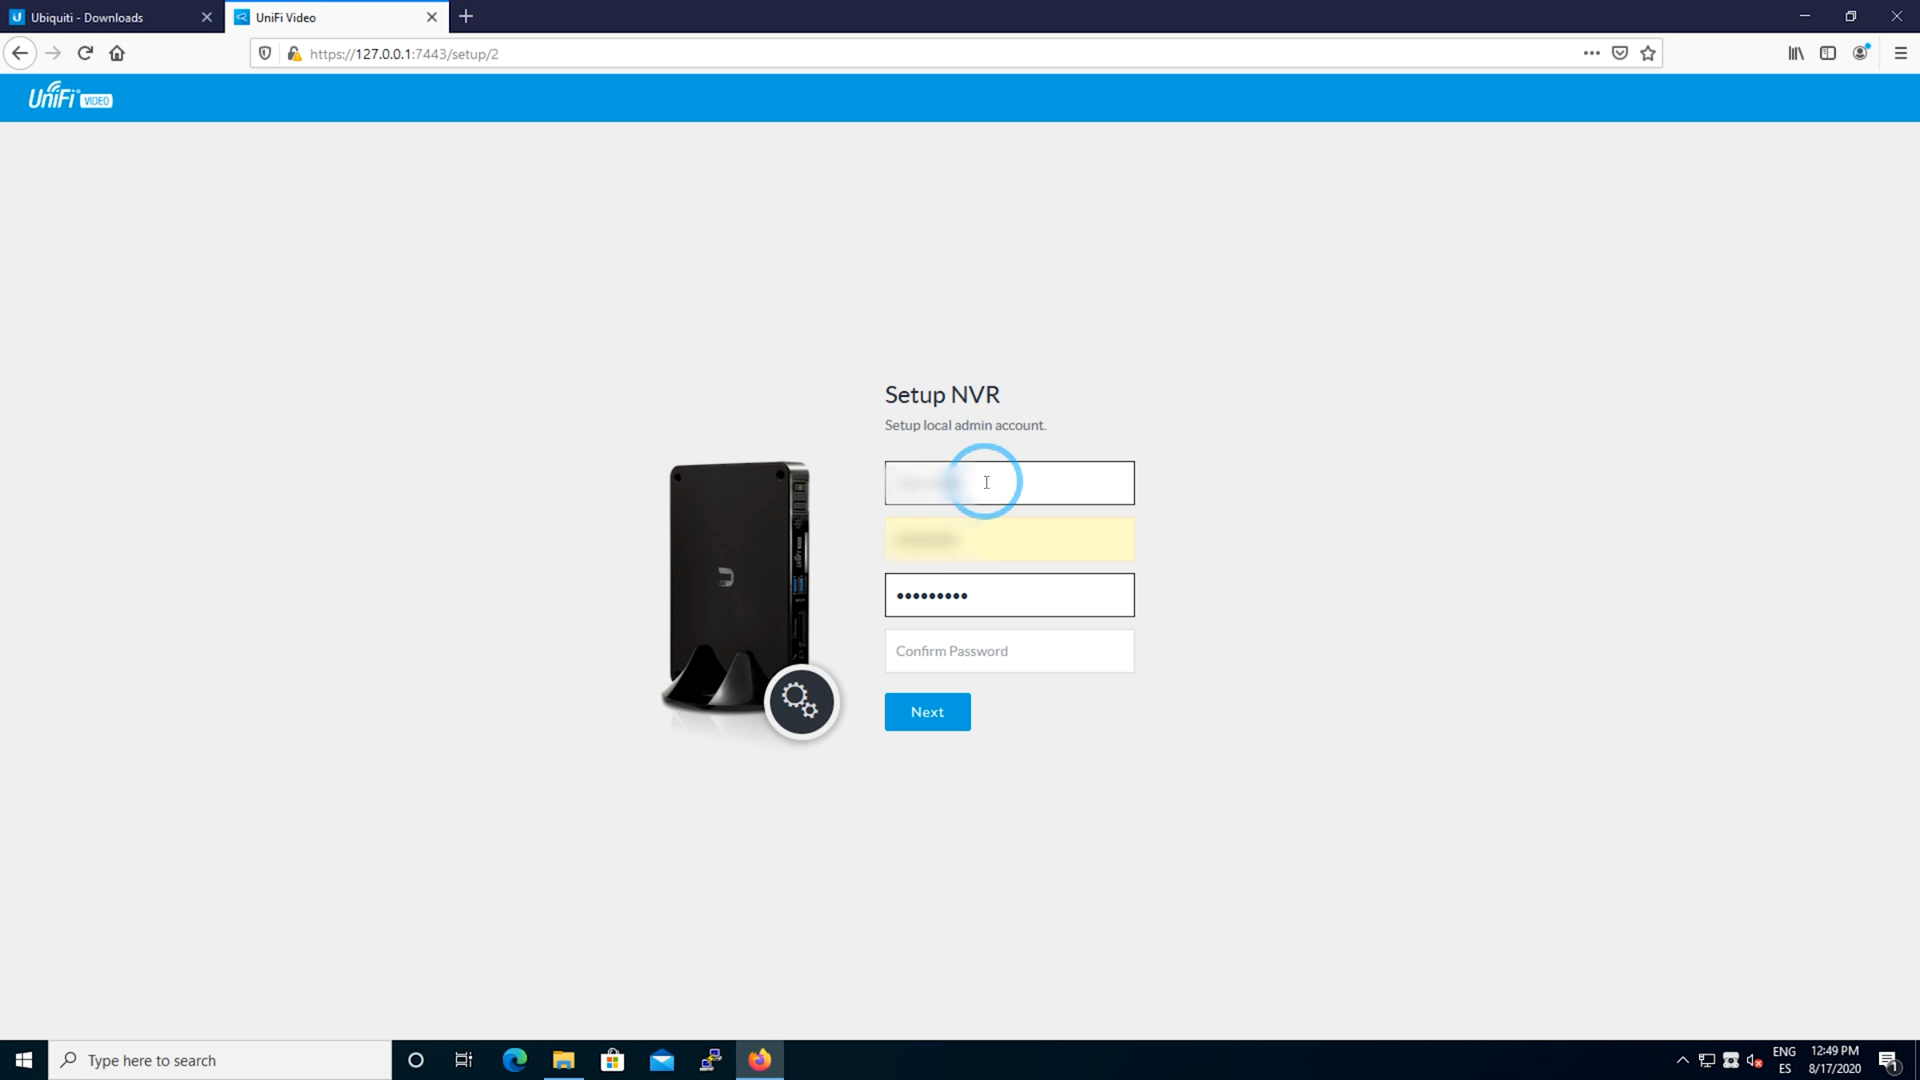 Ubiquiti - Downloads
UniFi Video
https://127.0.0.1:7443/setup/2
UniFi VIDEO
Setup NVR
Setup local admin account.
•••••••••
Confirm Password
Next
Type here to search
ENG
ES
12:49 PM
8/17/2020
1